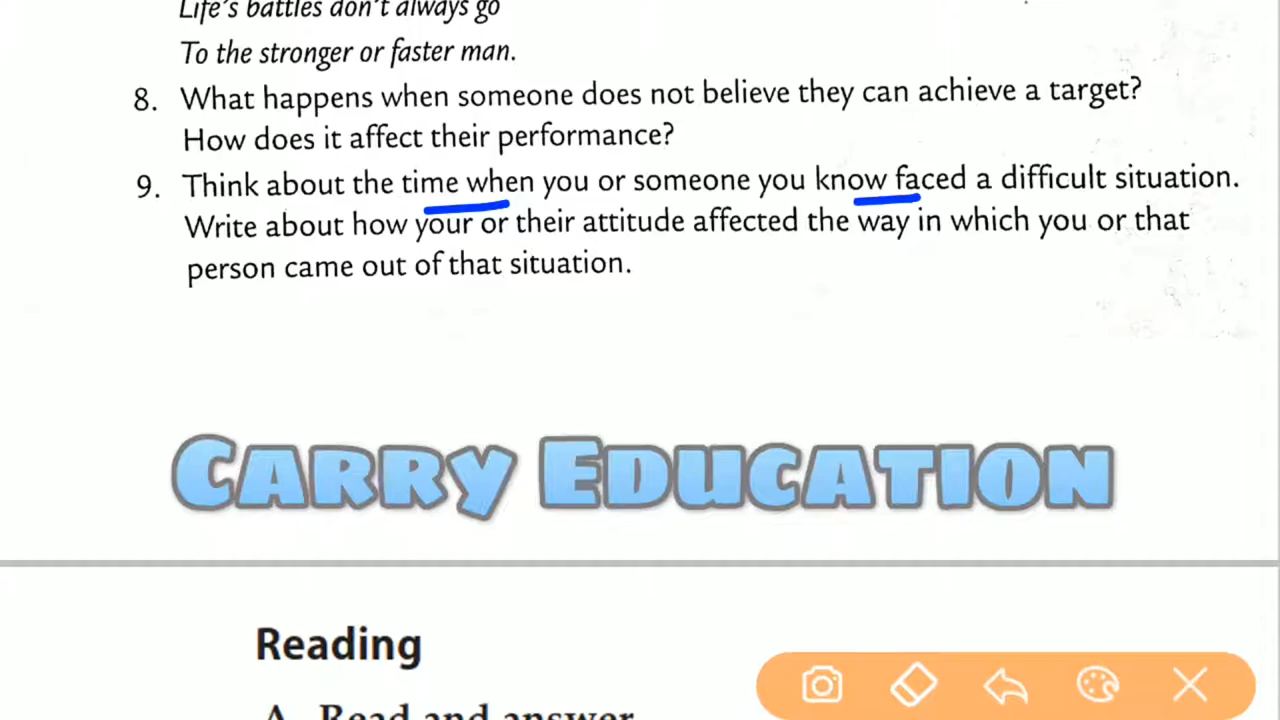 Life's battles don't always go
To the stronger or faster man.
8. What happens when someone does not believe they can achieve a target?
How does it affect their performance?
9. Think about the time when you or someone you know faced a difficult situation.
Write about how your or their attitude affected the way in which you or that
person came out of that situation.
CARRY EDUCATION
Reading
A. Read and answer